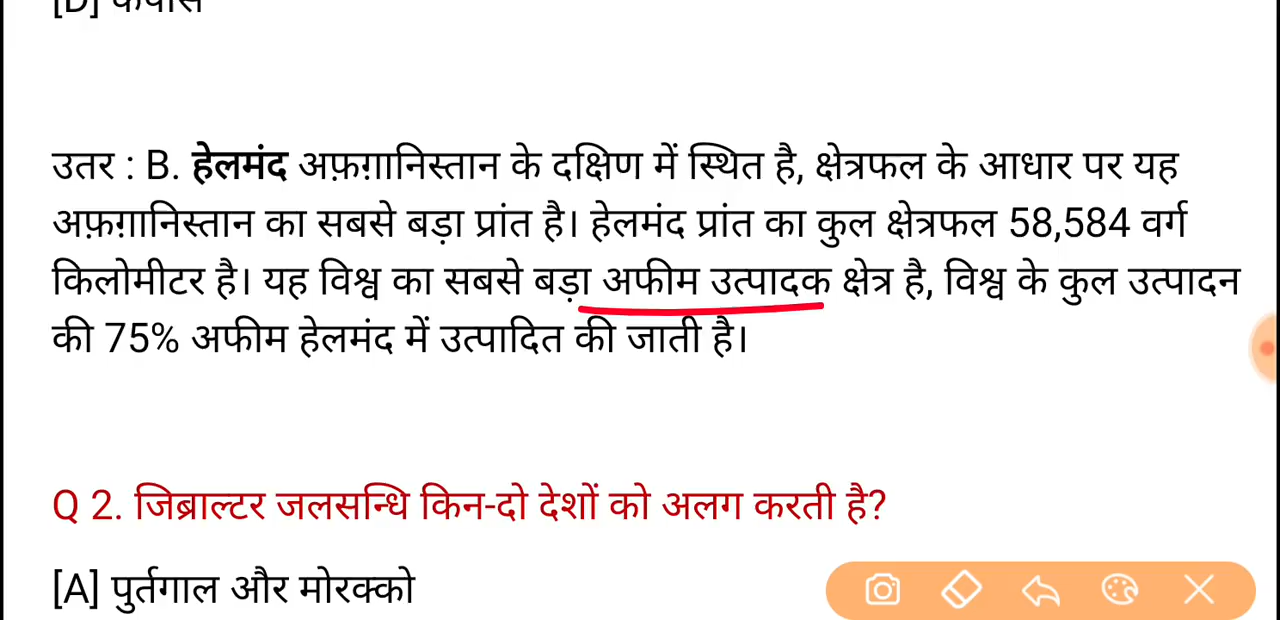 [D] कपास
उतर : B. हेलमंद अफ़ग़ानिस्तान के दक्षिण में स्थित है, क्षेत्रफल के आधार पर यह
अफ़ग़ानिस्तान का सबसे बड़ा प्रांत है। हेलमंद प्रांत का कुल क्षेत्रफल 58,584 वर्ग
किलोमीटर है। यह विश्व का सबसे बड़ा अफीम उत्पादक क्षेत्र है, विश्व के कुल उत्पादन
की 75% अफीम हेलमंद में उत्पादित की जाती है।
Q 2. जिब्राल्टर जलसन्धि किन-दो देशों को अलग करती है?
[A] पुर्तगाल और मोरक्को